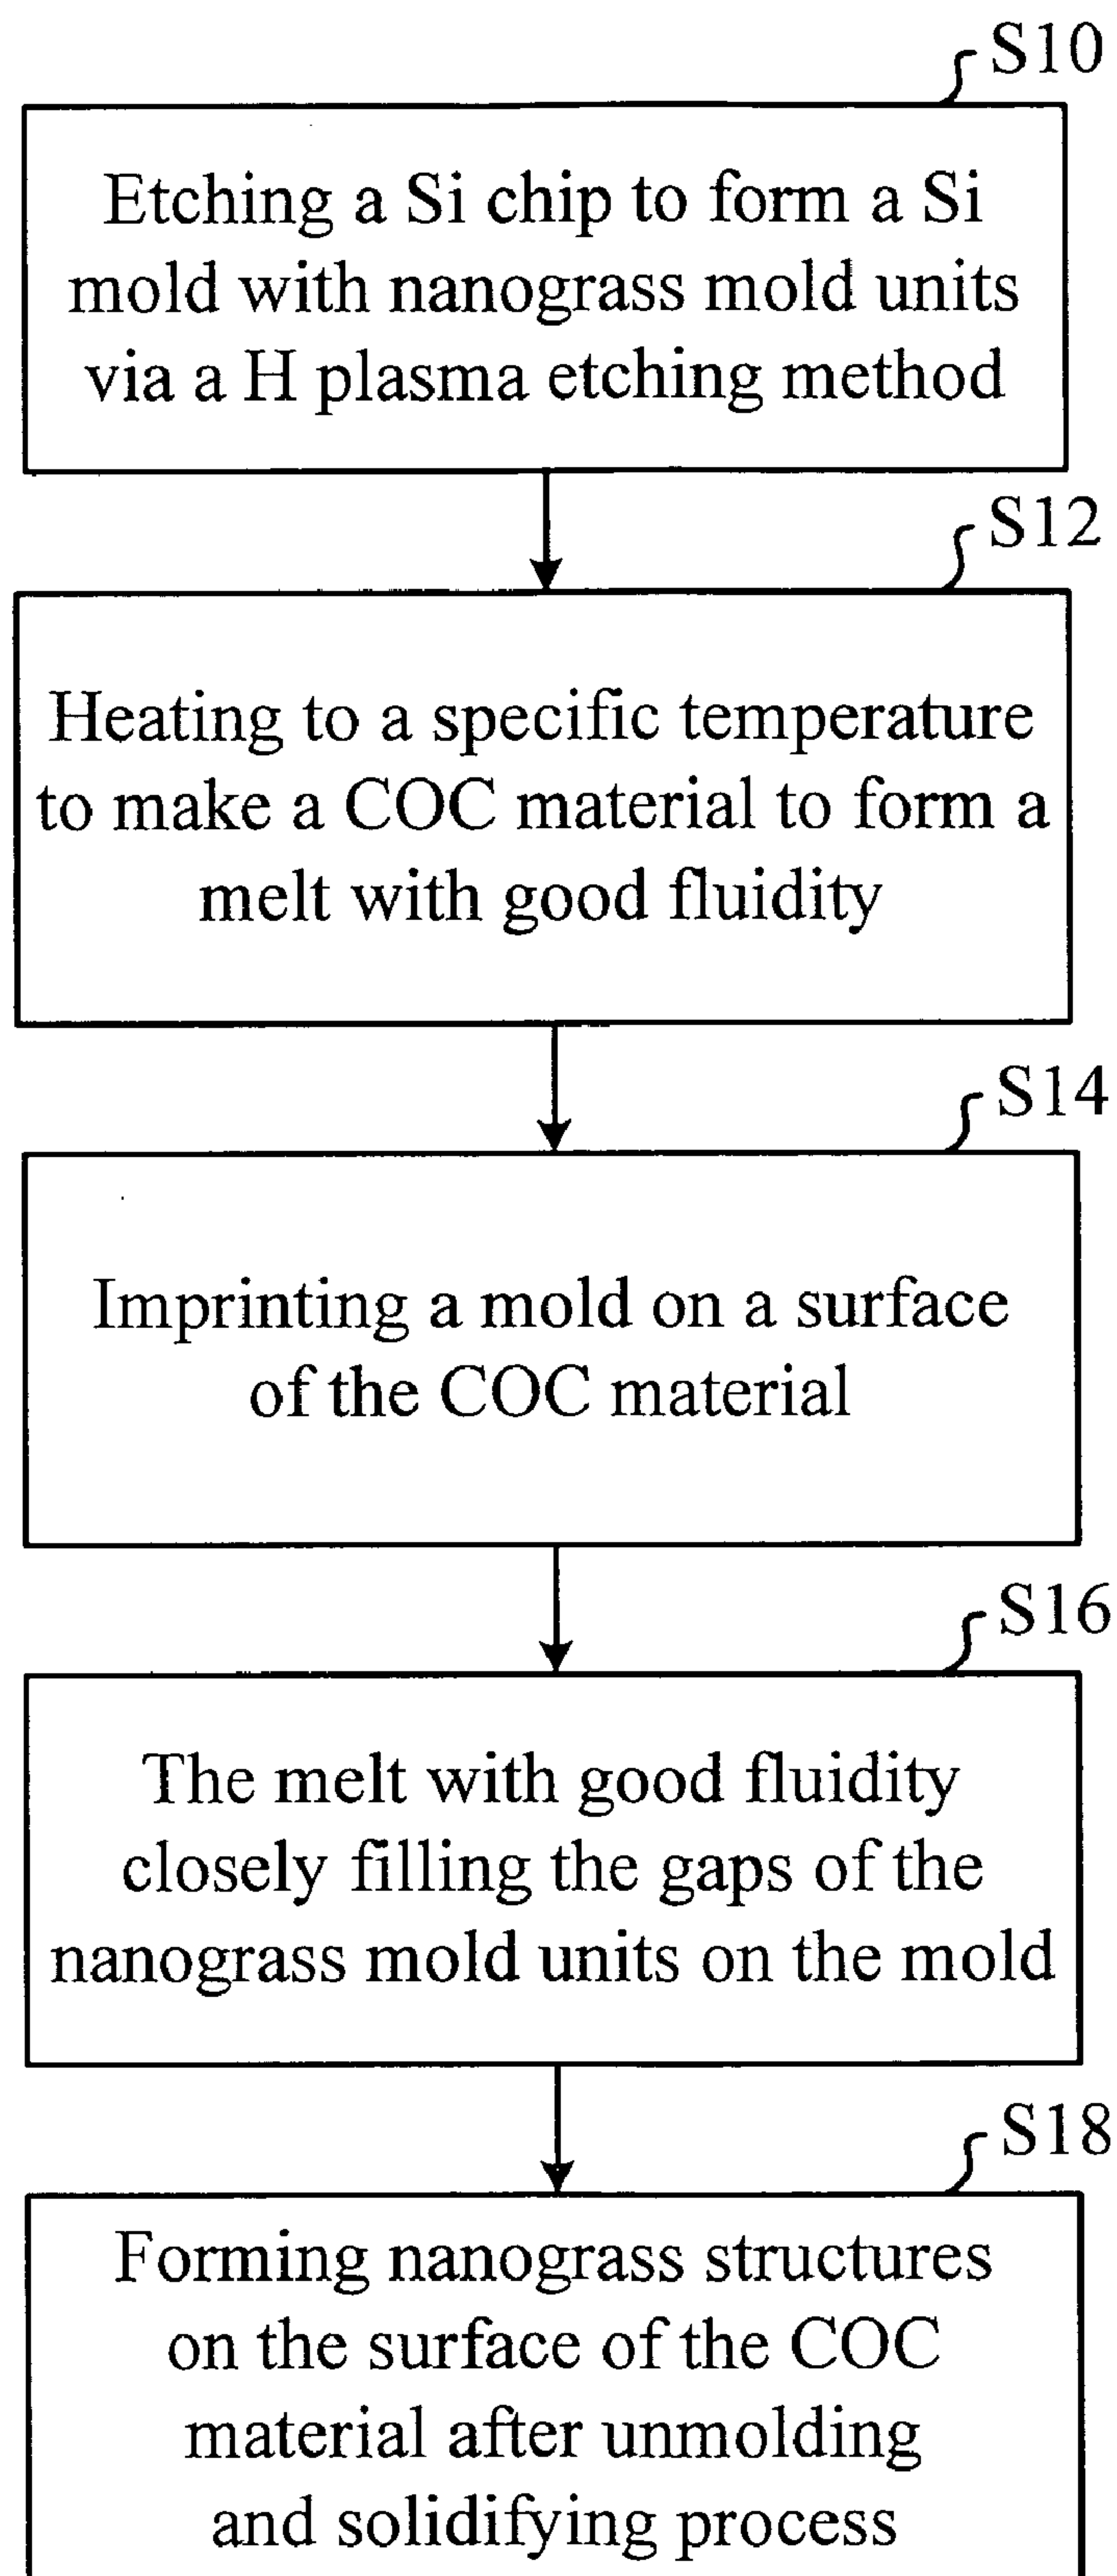 S10
Etching a Si chip to form a Si
mold with nanograss mold units
via a H plasma etching method
S12
Heating to a specific temperature
to make a COC material to form a
melt with good fluidity
S14
Imprinting a mold on a surface
of the COC material
S16
The melt with good fluidity
closely filling the gaps of the
nanograss mold units on the mold
S18
Forming nanograss structures
on the surface of the COC
material after unmolding
and solidifying process